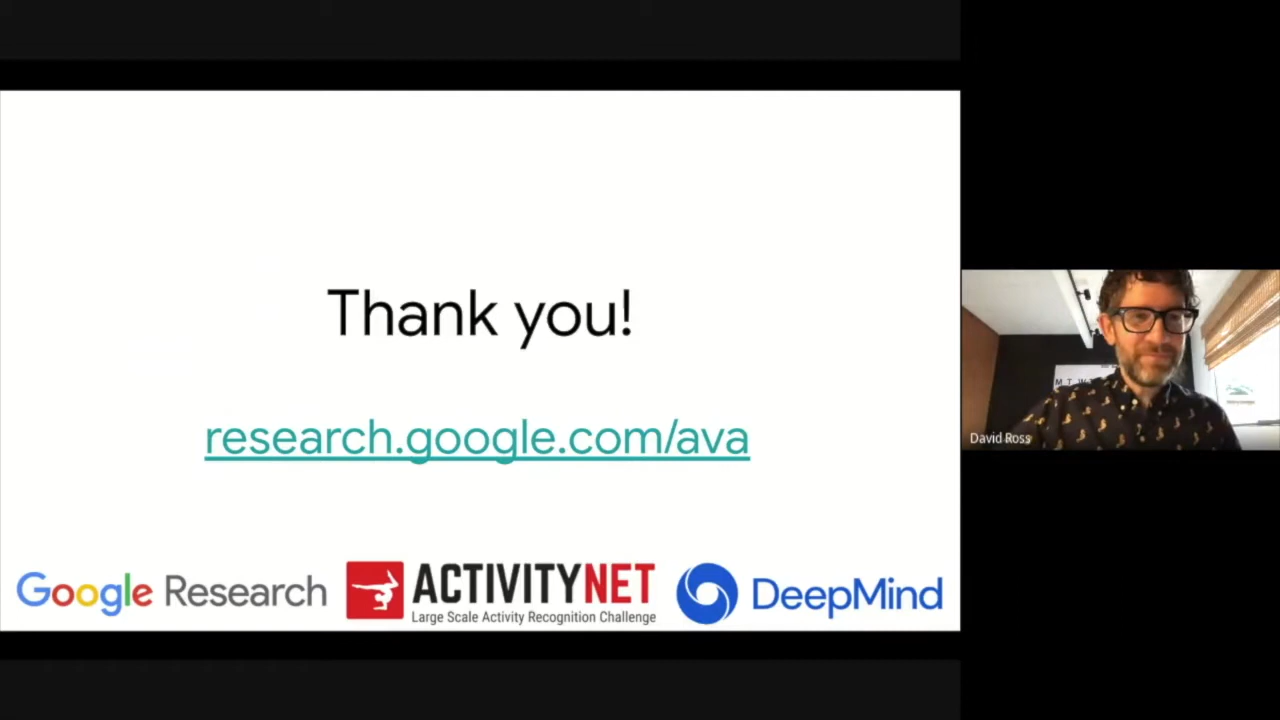 Thank you!
research.google.com/ava
Google Research
ACTIVITYNET
Large Scale Activity Recognition Challenge
DeepMind
M T W
David Ross